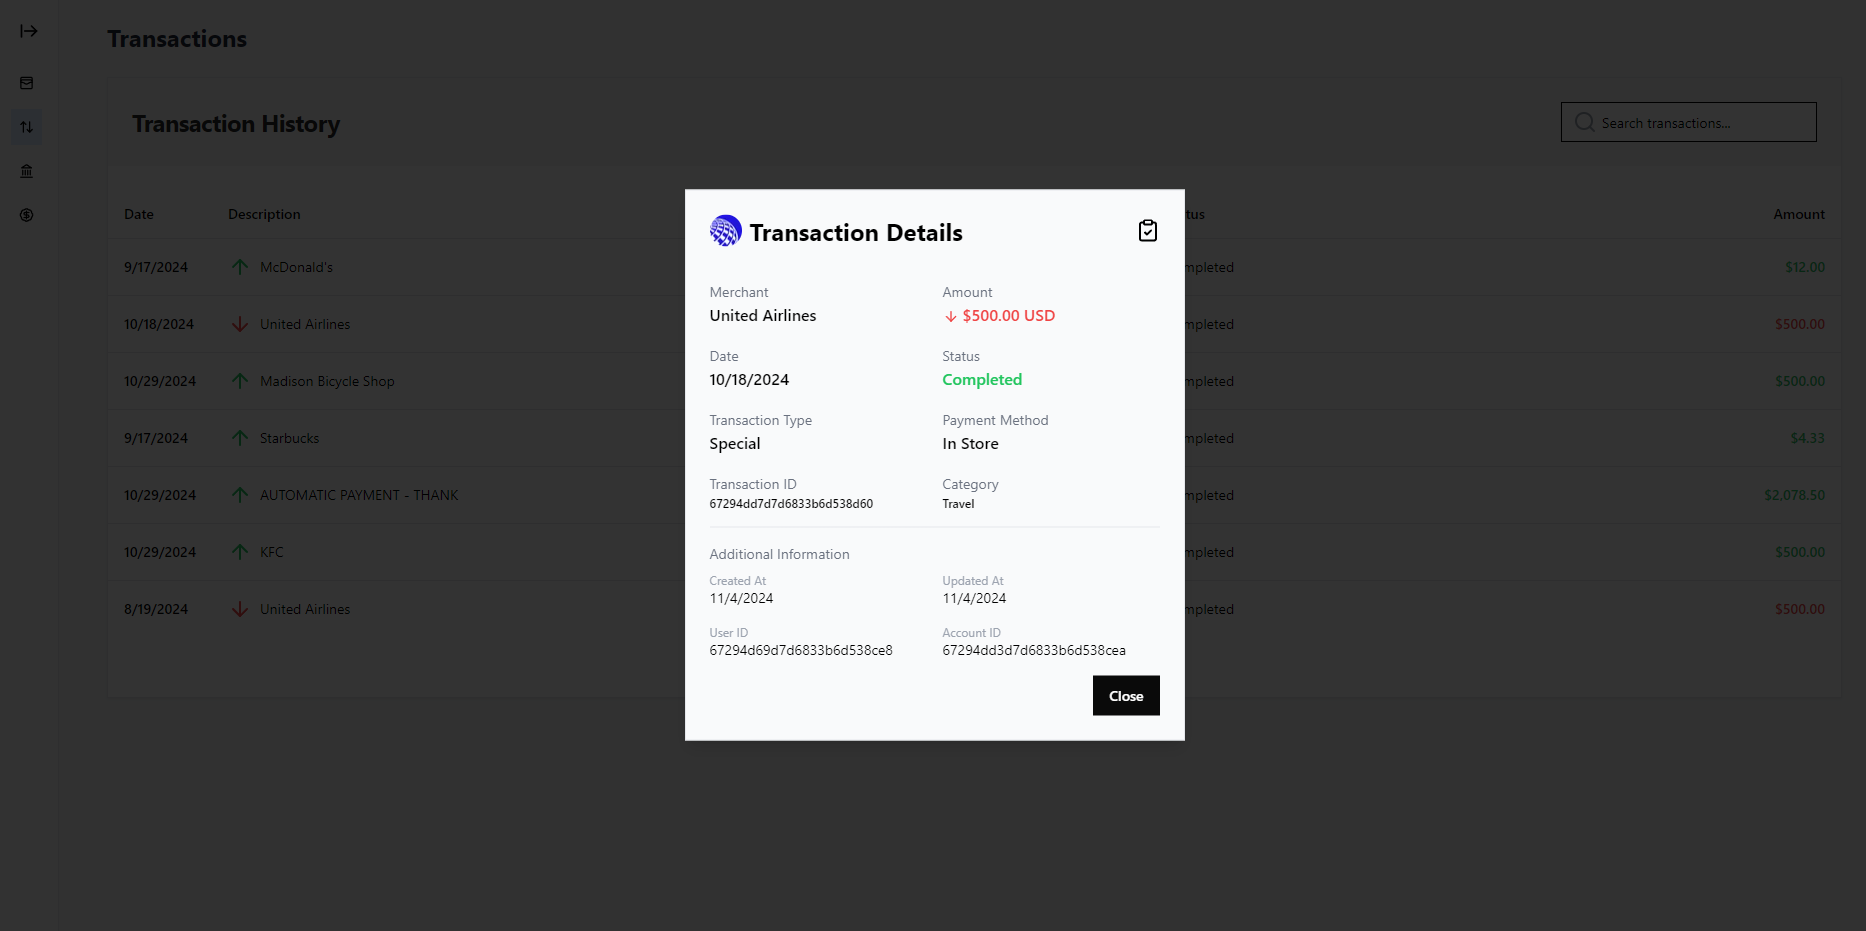 Transactions
Transaction History
Search transactions...
Date Description tus Amount
9/17/2024 McDonald's mpleted $12.00
10/18/2024 United Airlines mpleted $500.00
10/29/2024 Madison Bicycle Shop mpleted $500.00
9/17/2024 Starbucks mpleted $4.33
10/29/2024 AUTOMATIC PAYMENT - THANK mpleted $2,078.50
10/29/2024 KFC mpleted $500.00
8/19/2024 United Airlines mpleted $500.00
Transaction Details
Merchant Amount
United Airlines $500.00 USD
Date Status
10/18/2024 Completed
Transaction Type Payment Method
Special In Store
Transaction ID Category
67294dd7d7d6833b6d538d60 Travel
Additional Information
Created At Updated At
11/4/2024 11/4/2024
User ID Account ID
67294d69d7d6833b6d538ce8 67294dd3d7d6833b6d538cea
Close